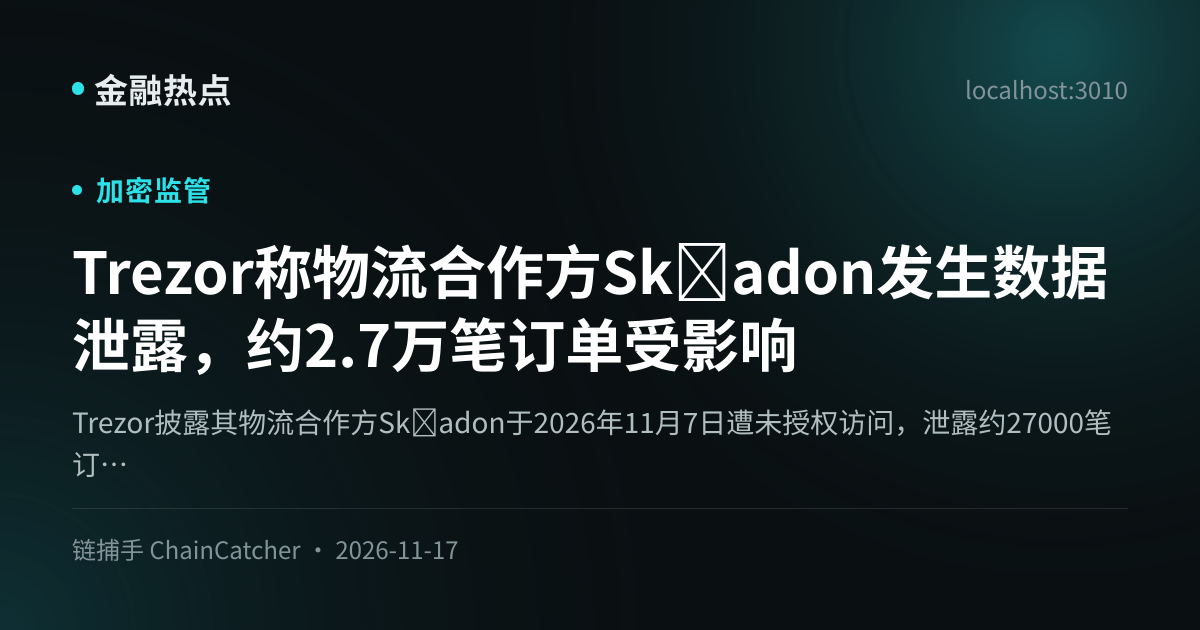 金融热点
localhost:3010
加密监管
Trezor称物流合作方Sk☒adon发生数据
泄露，约2.7万笔订单受影响
Trezor披露其物流合作方Sk☒adon于2026年11月7日遭未授权访问，泄露约27000笔
订…
链捕手 ChainCatcher · 2026-11-17